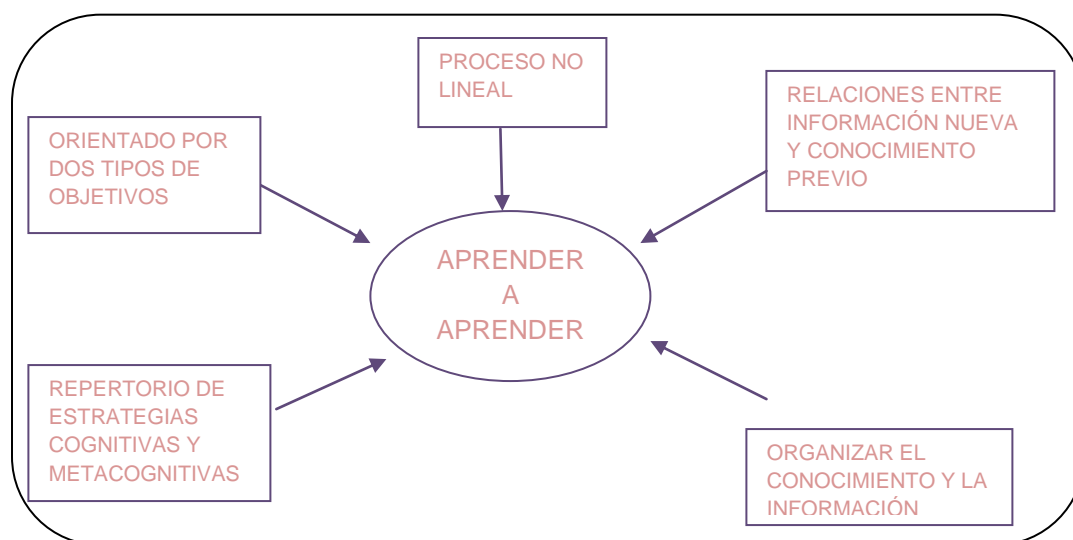 PROCESO NO
LINEAL
RELACIONES ENTRE
INFORMACIÓN NUEVA
Y CONOCIMIENTO
PREVIO
ORIENTADO POR
DOS TIPOS DE
OBJETIVOS
APRENDER
A
APRENDER
REPERTORIO DE
ESTRATEGIAS
COGNITIVAS Y
METACOGNITIVAS
ORGANIZAR EL
CONOCIMIENTO Y LA
INFORMACIÓN